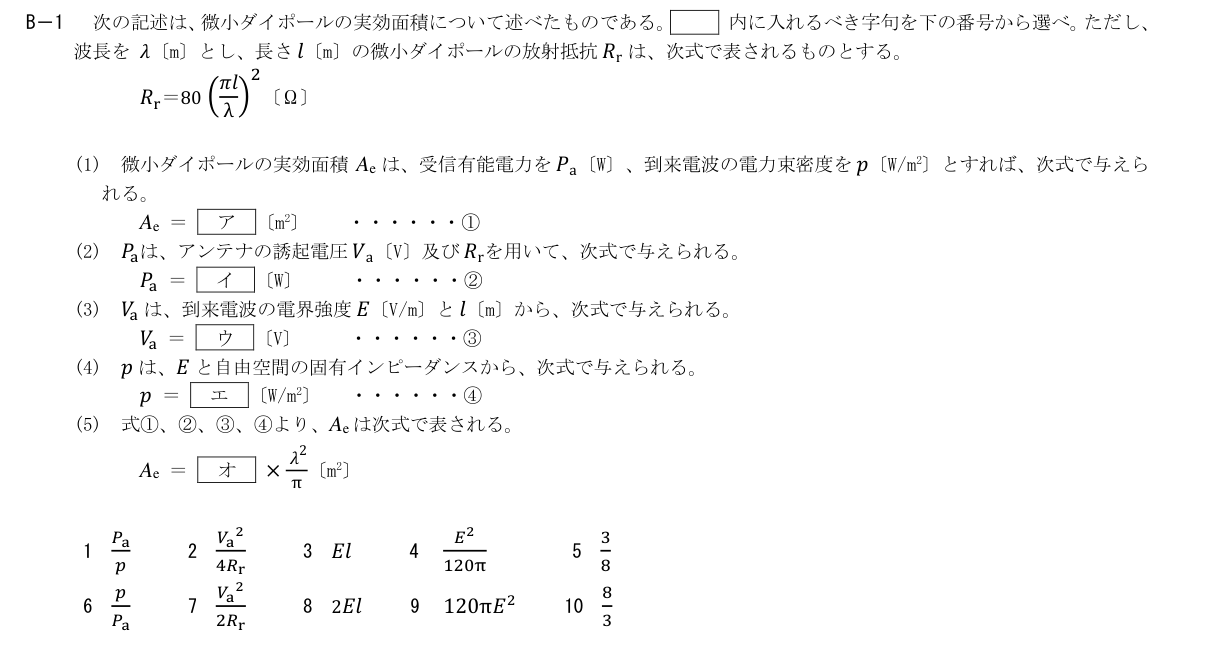 B－1　次の記述は、微小ダイポールの実効面積について述べたものである。□内に入れるべき字句を下の番号から選べ。ただし、
波長を λ〔m〕とし、長さ l〔m〕の微小ダイポールの放射抵抗 Rr は、次式で表されるものとする。
Rr＝80 (πl/λ)²〔Ω〕
(1)　微小ダイポールの実効面積 Ae は、受信有能電力を Pa〔W〕、到来電波の電力束密度を p〔W/m²〕とすれば、次式で与えら
れる。
Ae ＝ ア〔m²〕　・・・・・・①
(2)　Paは、アンテナの誘起電圧 Va〔V〕及び Rrを用いて、次式で与えられる。
Pa ＝ イ〔W〕　・・・・・・②
(3)　Va は、到来電波の電界強度 E〔V/m〕と l〔m〕から、次式で与えられる。
Va ＝ ウ〔V〕　・・・・・・③
(4)　p は、E と自由空間の固有インピーダンスから、次式で与えられる。
p ＝ エ〔W/m²〕　・・・・・・④
(5)　式①、②、③、④より、Aeは次式で表される。
Ae ＝ オ × λ²/π〔m²〕
1　Pa/p　2　Va²/4Rr　3　El　4　E²/120π　5　3/8
6　p/Pa　7　Va²/2Rr　8　2El　9　120πE²　10　8/3